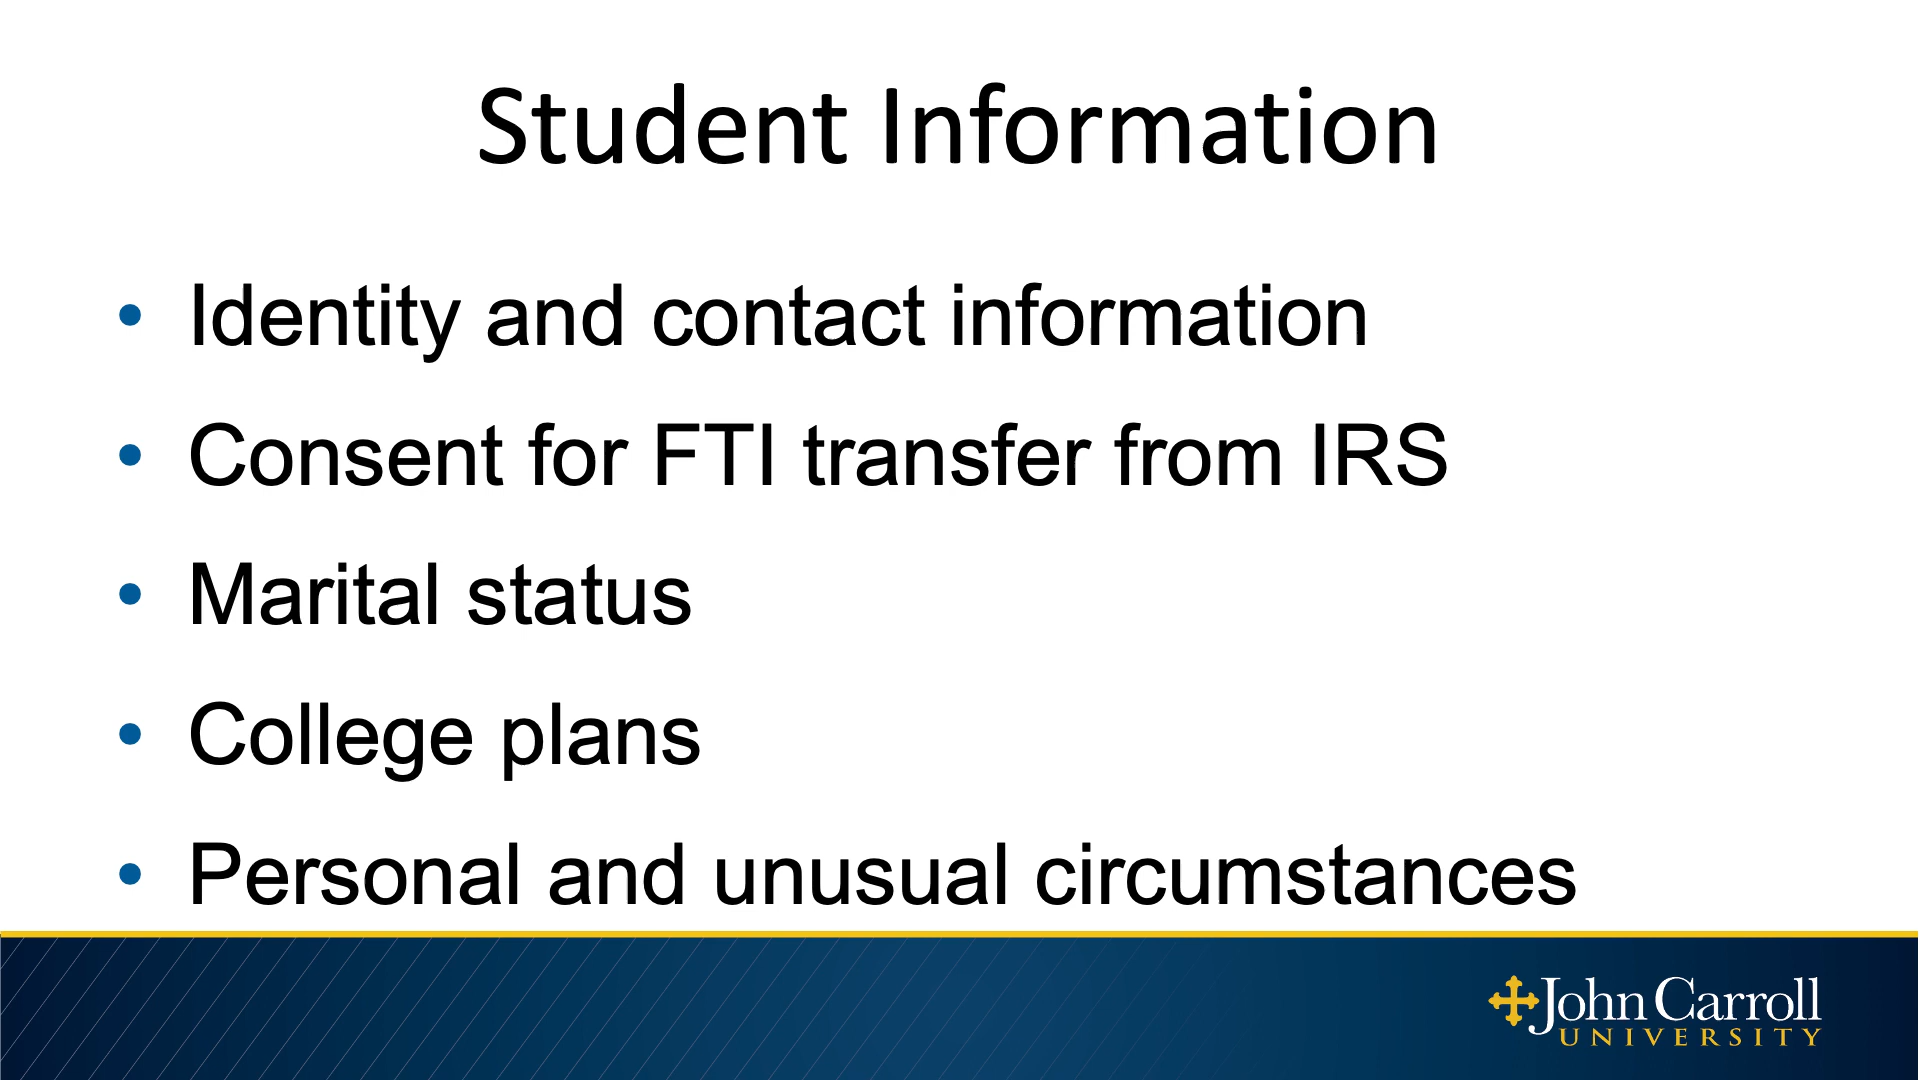 Student Information
• Identity and contact information
• Consent for FTI transfer from IRS
• Marital status
• College plans
• Personal and unusual circumstances
John Carroll
UNIVERSITY